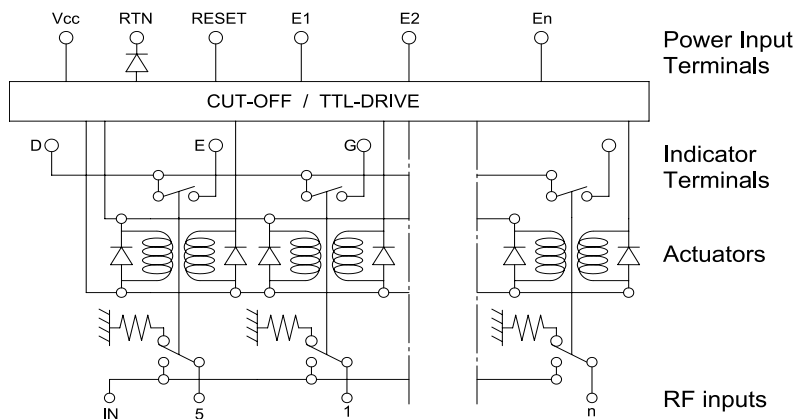 Vcc RTN RESET E1 E2 En
Power Input
Terminals
CUT-OFF / TTL-DRIVE
D E G
Indicator
Terminals
Actuators
IN 5 1 n
RF inputs